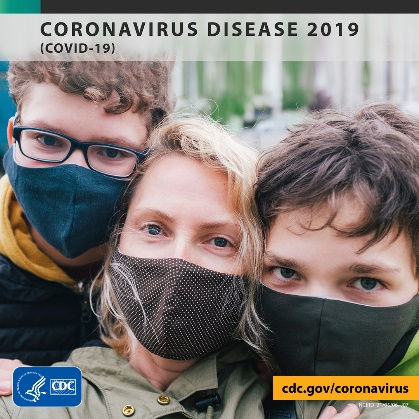 CORONAVIRUS DISEASE 2019
(COVID-19)
CDC
cdc.gov/coronavirus